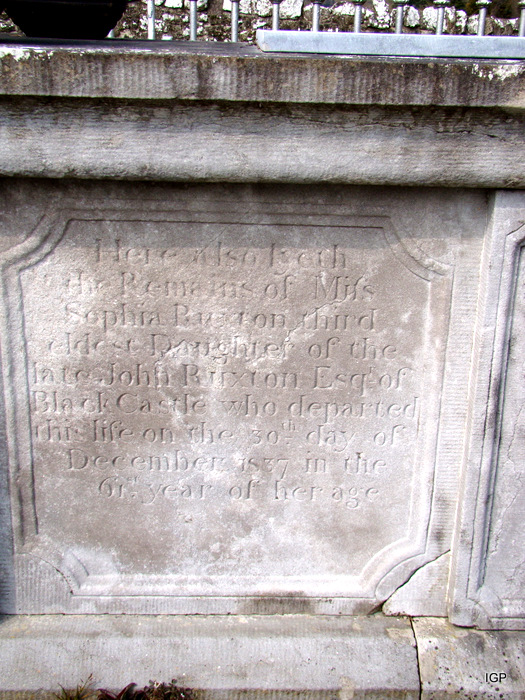 Here also lyeth
the Remains of Miſs
Sophia Ruxton third
eldest Daughter of the
late John Ruxton Esqr. of
Black Castle who departed
this life on the 30th. day of
December 1837 in the
61st. year of her age
IGP